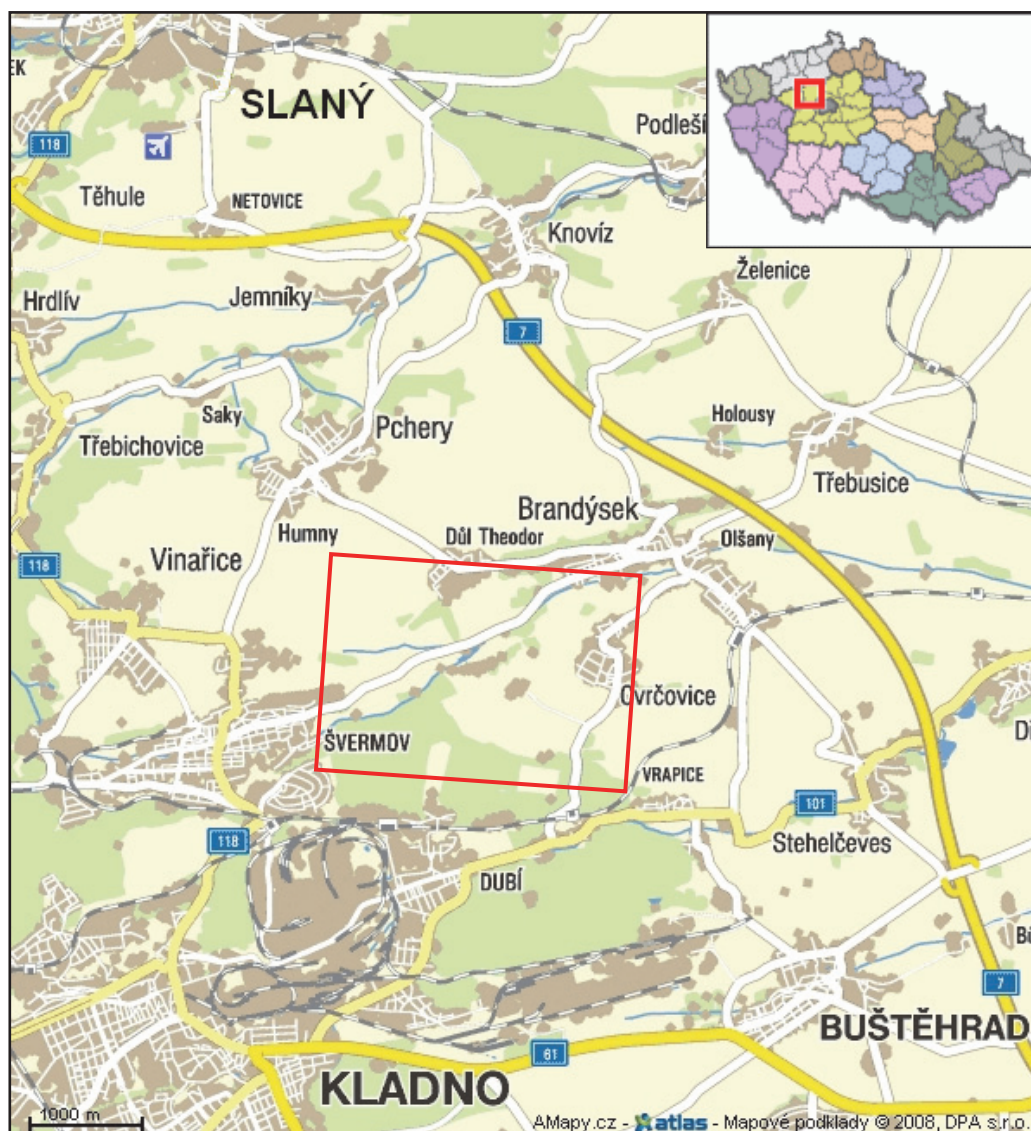 EK
SLANÝ
Podleší
118
Těhule
NETOVICE
Knovíz
Želenice
Hrdlív
Jemníky
7
Saky
Pchery
Holousy
Třebichovice
Třebusice
Brandýsek
Humny
Důl Theodor
Olšany
Vinařice
118
Cvrčovice
ŠVERMOV
VRAPICE
101
118
Stehelčeves
DUBÍ
7
BUŠTĚHRAD
61
KLADNO
1000 m
AMapy.cz - atlas - Mapové podklady © 2008, DPA s.r.o.